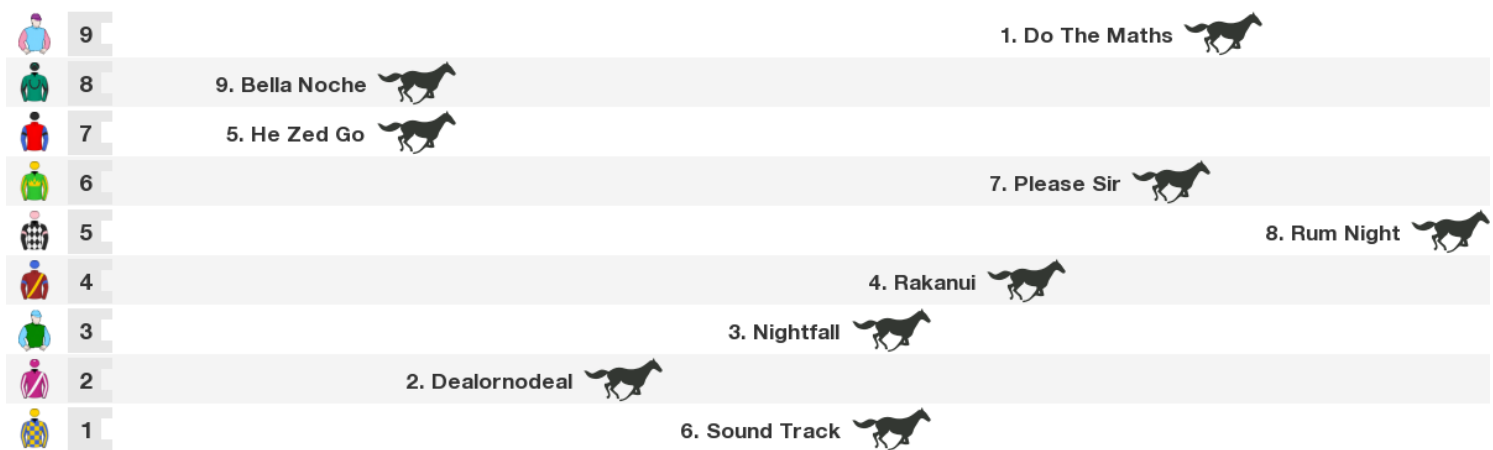 9 1. Do The Maths
8 9. Bella Noche
7 5. He Zed Go
6 7. Please Sir
5 8. Rum Night
4 4. Rakanui
3 3. Nightfall
2 2. Dealornodeal
1 6. Sound Track